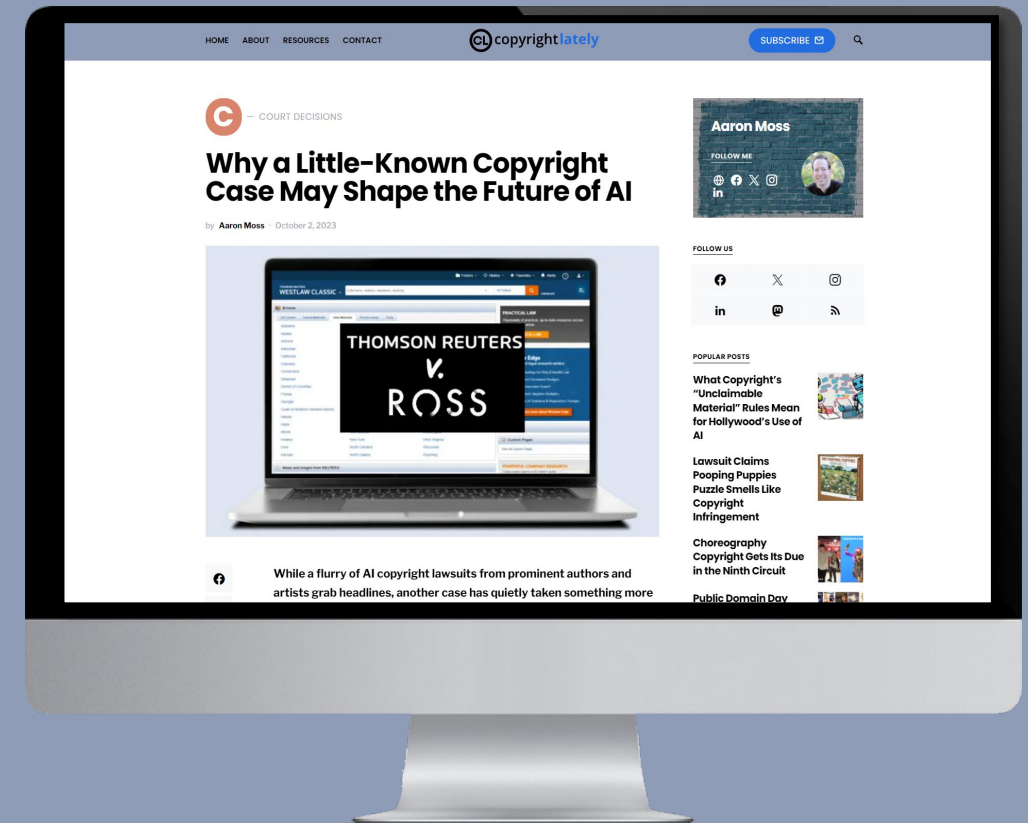 HOME ABOUT RESOURCES CONTACT
CL copyrightlately
SUBSCRIBE
C — COURT DECISIONS
Why a Little-Known Copyright
Case May Shape the Future of AI
by Aaron Moss · October 2, 2023
WESTLAW CLASSIC
PRACTICAL LAW
THOMSON REUTERS
v.
ROSS
While a flurry of AI copyright lawsuits from prominent authors and
artists grab headlines, another case has quietly taken something more
Aaron Moss
FOLLOW ME
FOLLOW US
POPULAR POSTS
What Copyright's
"Unclaimable
Material" Rules Mean
for Hollywood's Use of
AI
Lawsuit Claims
Pooping Puppies
Puzzle Smells Like
Copyright
Infringement
Choreography
Copyright Gets Its Due
in the Ninth Circuit
Public Domain Day